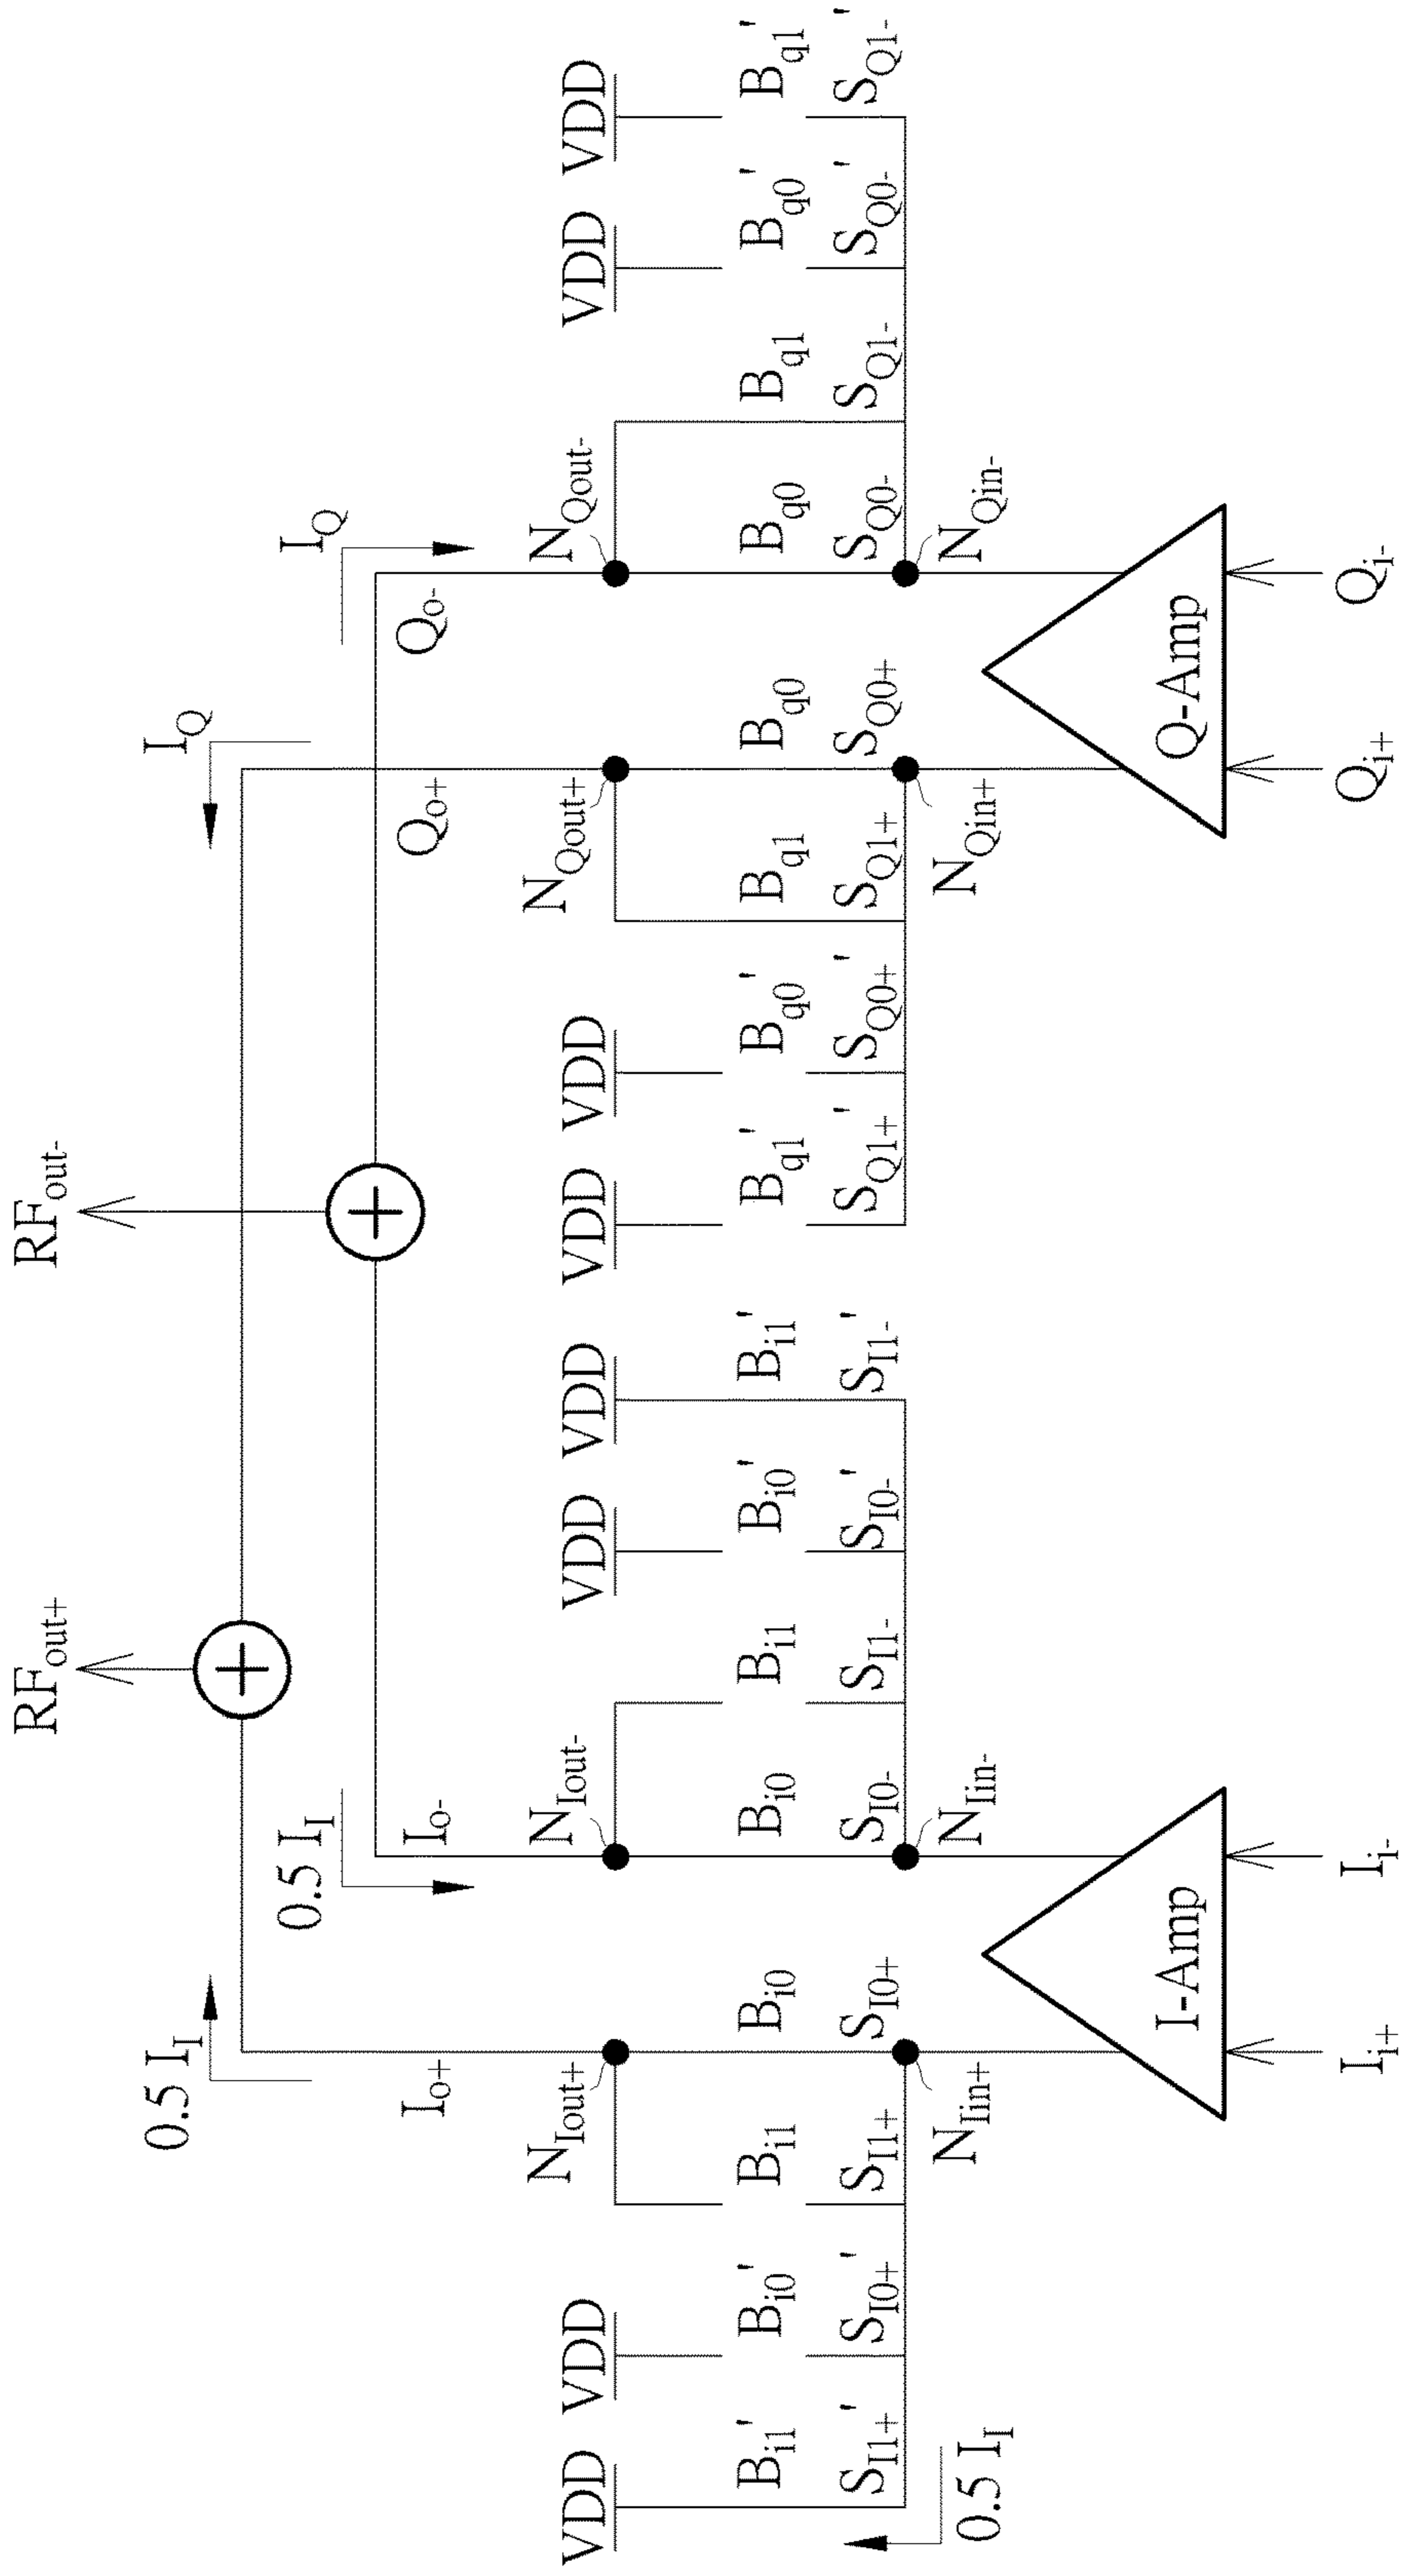 RFout+ RFout-
0.5 II IQ
0.5 II IQ
Io+ Io- Qo+ Qo-
NIout+ NIout- NQout+ NQout-
VDD VDD VDD VDD VDD VDD VDD VDD
Bi1' Bi0' Bi1 Bi0 Bi0 Bi1 Bi0' Bi1' Bq1' Bq0' Bq1 Bq0 Bq0 Bq1 Bq0' Bq1'
SI1+' SI0+' SI1+ SI0+ SI0- SI1- SI0-' SI1-' SQ1+' SQ0+' SQ1+ SQ0+ SQ0- SQ1- SQ0-' SQ1-'
NIin+ NIin- NQin+ NQin-
0.5 II
I-Amp Q-Amp
Ii+ Ii- Qi+ Qi-